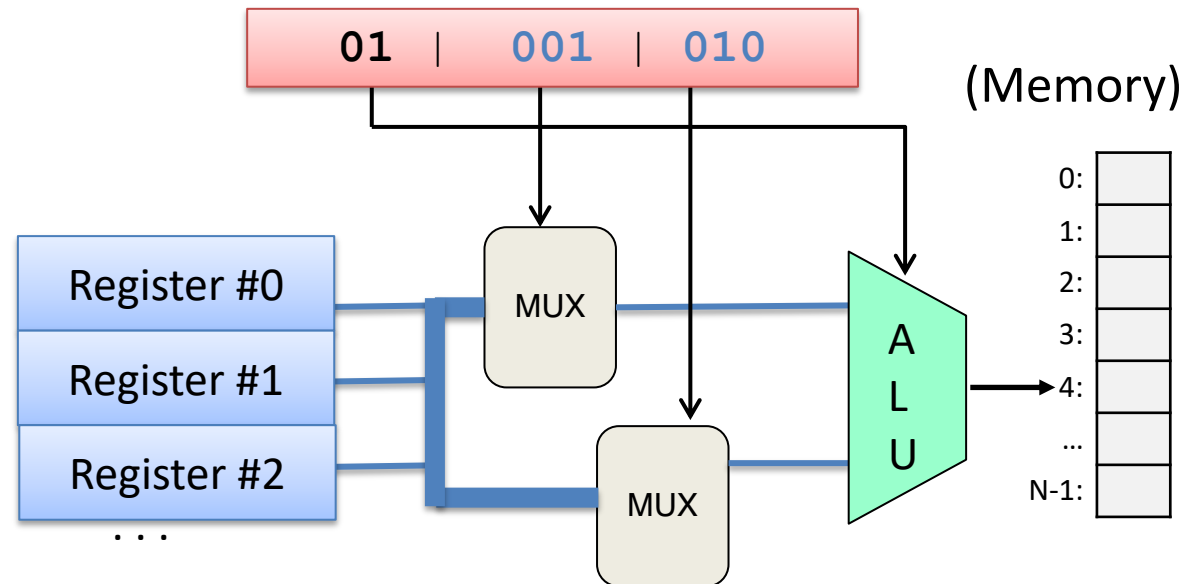 01 | 001 | 010
(Memory)
0:
1:
2:
3:
4:
...
N-1:
Register #0
Register #1
Register #2
. . .
MUX
MUX
A
L
U